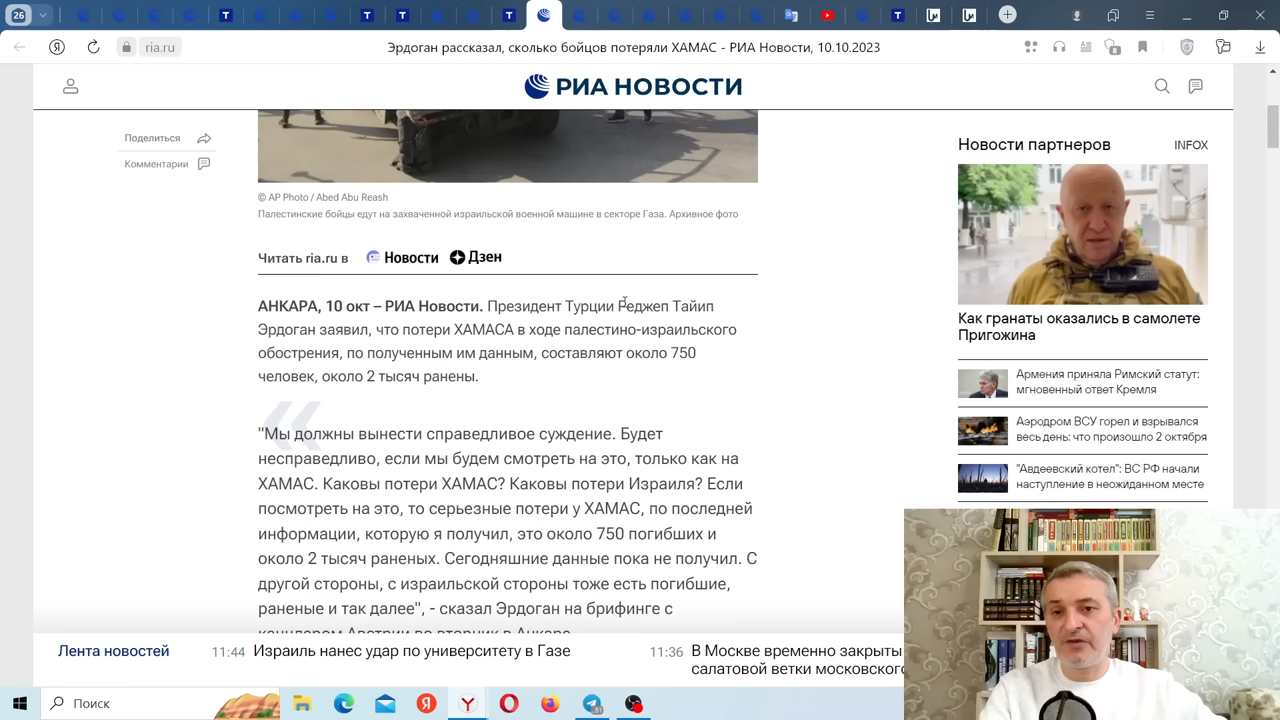 26
ria.ru
Эрдоган рассказал, сколько бойцов потеряли ХАМАС - РИА Новости, 10.10.2023
8
РИА НОВОСТИ
Поделиться
Комментарии
© AP Photo / Abed Abu Reash
Палестинские бойцы едут на захваченной израильской военной машине в секторе Газа. Архивное фото
Читать ria.ru в Новости Дзен
АНКАРА, 10 окт – РИА Новости. Президент Турции Реджеп Тайип
Эрдоган заявил, что потери ХАМАСА в ходе палестино-израильского
обострения, по полученным им данным, составляют около 750
человек, около 2 тысяч ранены.
"Мы должны вынести справедливое суждение. Будет
несправедливо, если мы будем смотреть на это, только как на
ХАМАС. Каковы потери ХАМАС? Каковы потери Израиля? Если
посмотреть на это, то серьезные потери у ХАМАС, по последней
информации, которую я получил, это около 750 погибших и
около 2 тысяч раненых. Сегодняшние данные пока не получил. С
другой стороны, с израильской стороны тоже есть погибшие,
раненые и так далее", - сказал Эрдоган на брифинге с
канцлером Австрии во вторник в Анкаре
Новости партнеров INFOX
Как гранаты оказались в самолете
Пригожина
Армения приняла Римский статут:
мгновенный ответ Кремля
Аэродром ВСУ горел и взрывался
весь день: что произошло 2 октября
"Авдеевский котел": ВС РФ начали
наступление в неожиданном месте
Лента новостей
11:44 Израиль нанес удар по университету в Газе
11:36 В Москве временно закрыты
салатовой ветки московског
Поиск